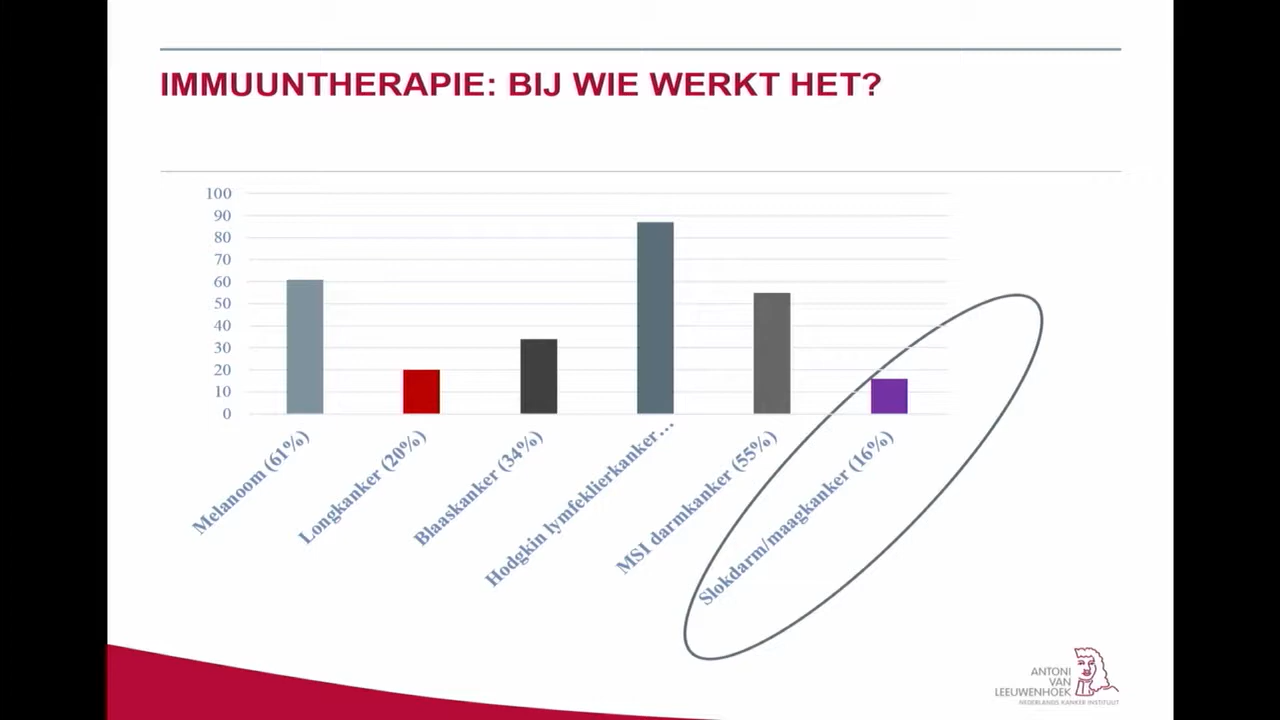 IMMUUNTHERAPIE: BIJ WIE WERKT HET?
100
90
80
70
60
50
40
30
20
10
0
Melanoom (61%)
Longkanker (20%)
Blaaskanker (34%)
Hodgkin lymfeklierkanker…
MSI darmkanker (55%)
Slokdarm/maagkanker (16%)
ANTONI
VAN
LEEUWENHOEK
NEDERLANDS KANKER INSTITUUT